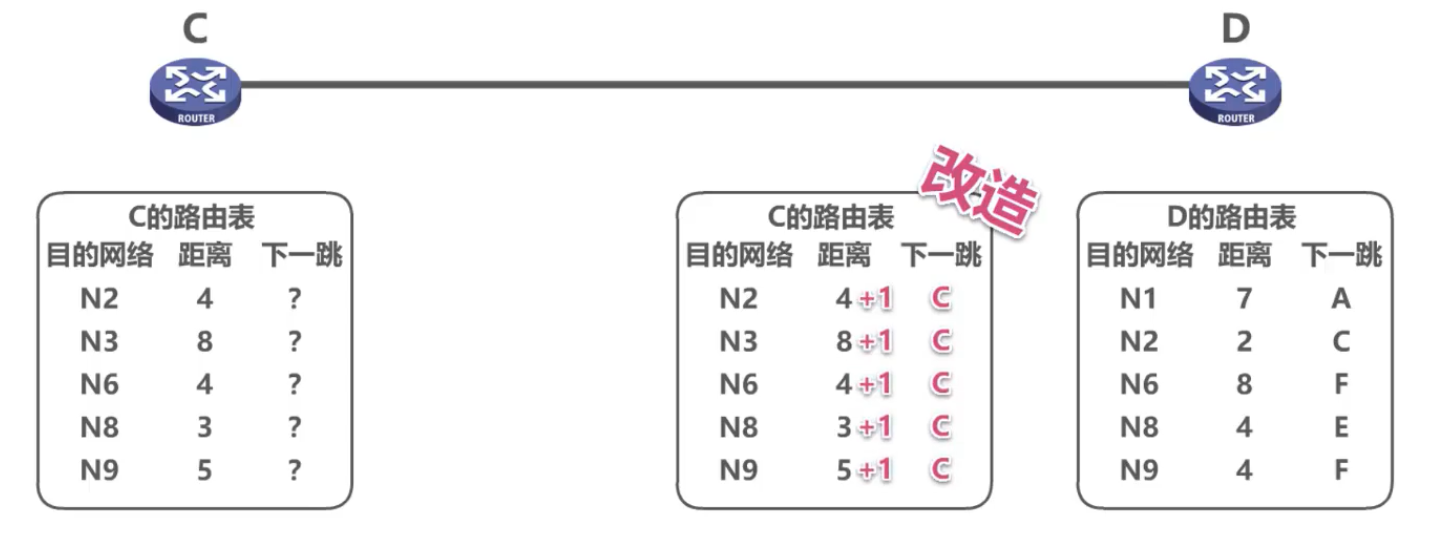 C
D
ROUTER
ROUTER
改造
C的路由表
目的网络 距离 下一跳
N2 4 ?
N3 8 ?
N6 4 ?
N8 3 ?
N9 5 ?
C的路由表
目的网络 距离 下一跳
N2 4+1 C
N3 8+1 C
N6 4+1 C
N8 3+1 C
N9 5+1 C
D的路由表
目的网络 距离 下一跳
N1 7 A
N2 2 C
N6 8 F
N8 4 E
N9 4 F